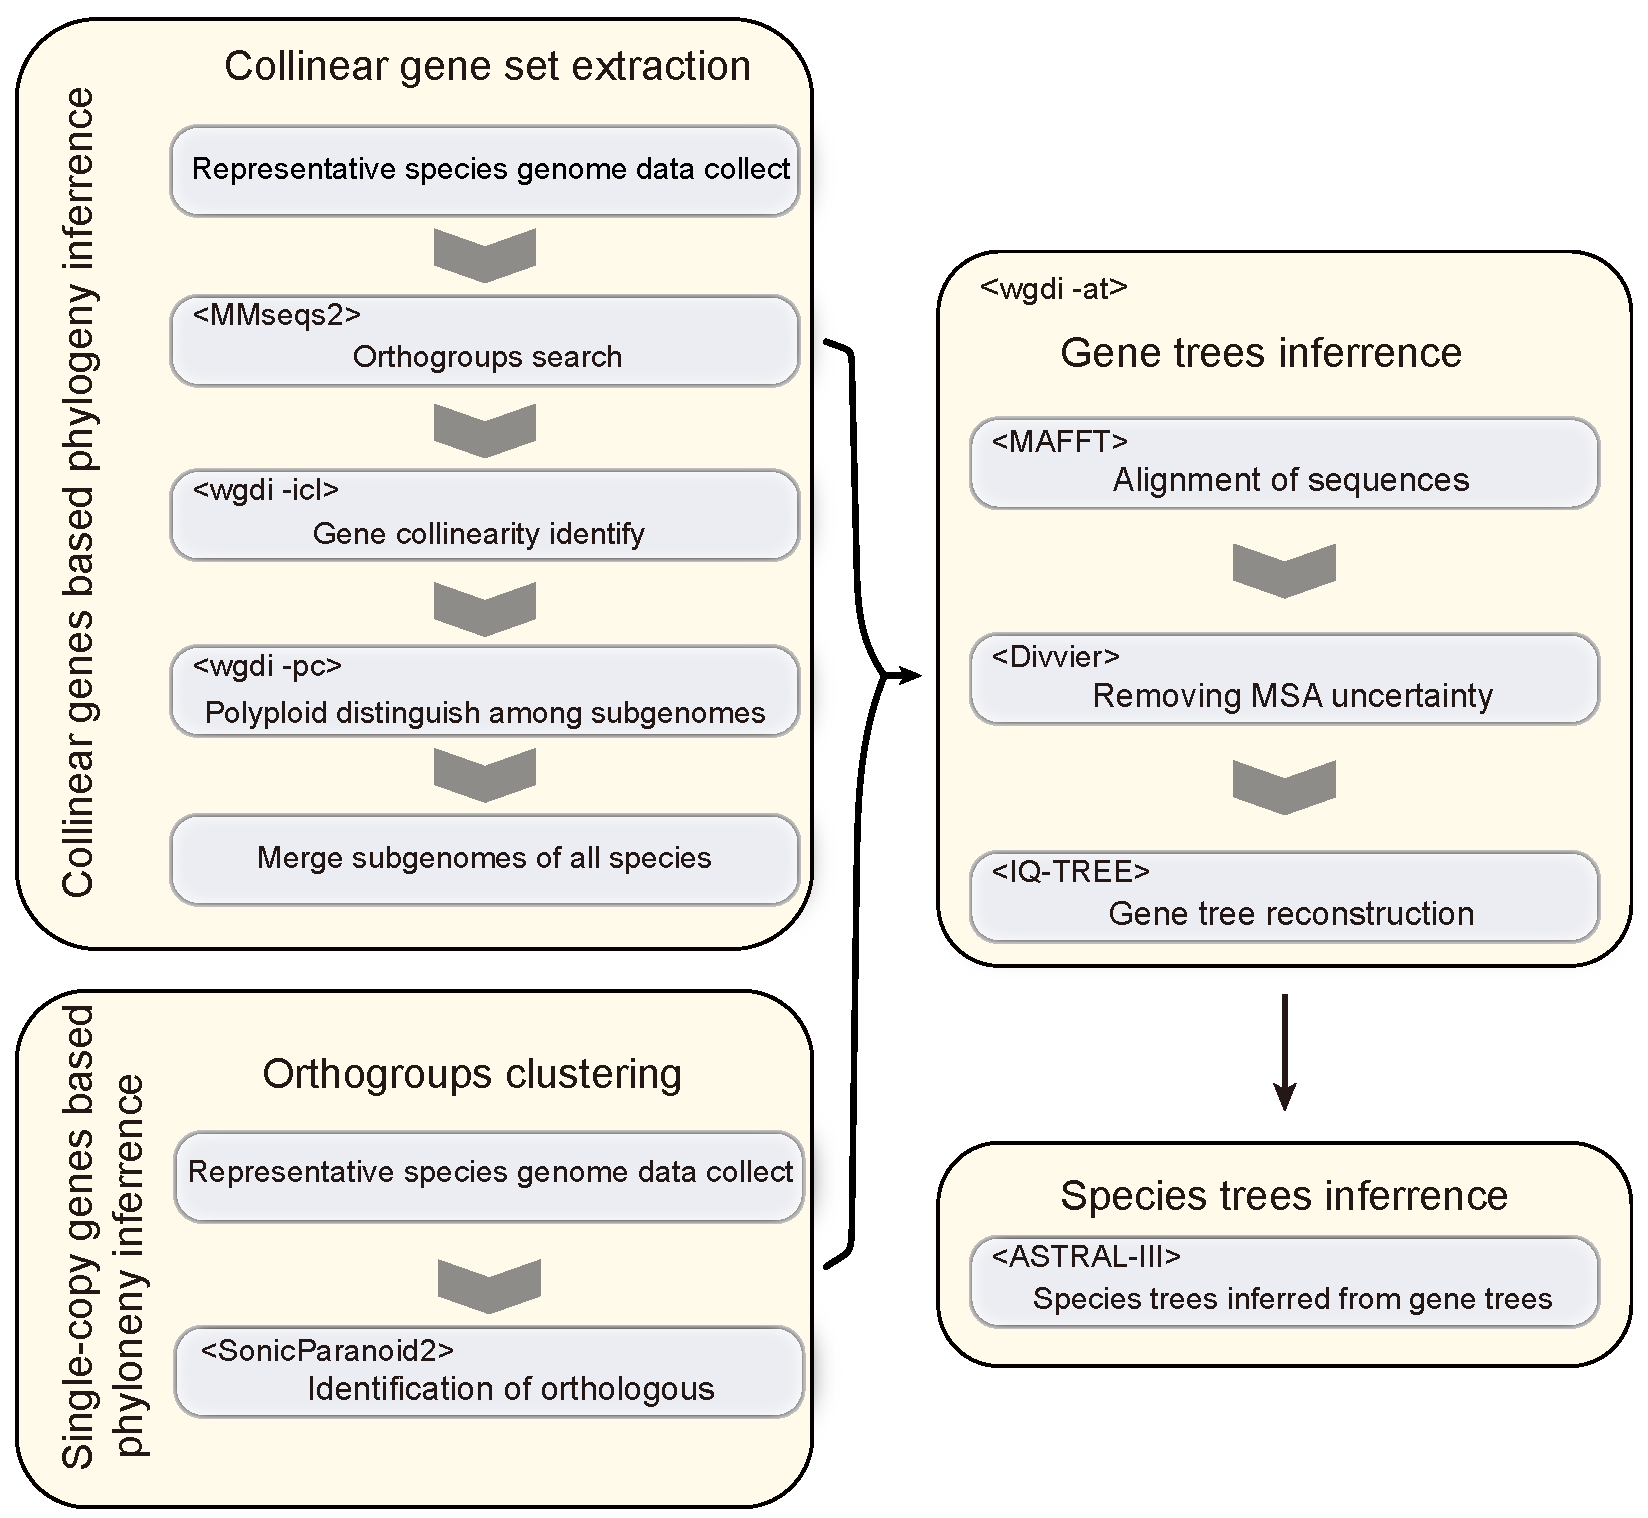 Collinear genes based phylogeny inferrence
Collinear gene set extraction
Representative species genome data collect
<MMseqs2>
Orthogroups search
<wgdi -icl>
Gene collinearity identify
<wgdi -pc>
Polyploid distinguish among subgenomes
Merge subgenomes of all species
Single-copy genes based
phyloneny inferrence
Orthogroups clustering
Representative species genome data collect
<SonicParanoid2>
Identification of orthologous
<wgdi -at>
Gene trees inferrence
<MAFFT>
Alignment of sequences
<Divvier>
Removing MSA uncertainty
<IQ-TREE>
Gene tree reconstruction
Species trees inferrence
<ASTRAL-III>
Species trees inferred from gene trees